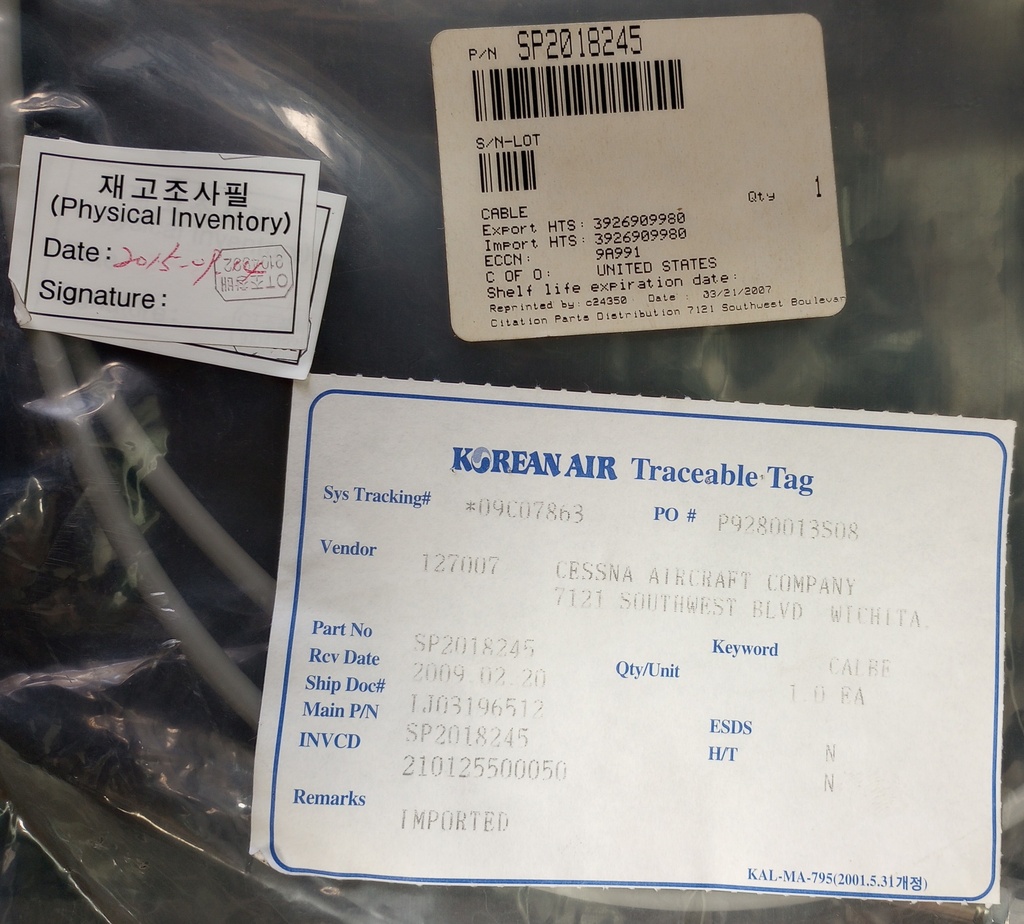 P/N SP2018245
S/N-LOT
Qty 1
CABLE
Export HTS: 3926909980
Import HTS: 3926909980
ECCN: 9A991
C OF O: UNITED STATES
Shelf life expiration date:
Reprinted by: c24350 Date : 03/21/2007
Citation Parts Distribution 7121 Southwest Boulevar
재고조사필
(Physical Inventory)
Date:
Signature:
KOREAN AIR Traceable Tag
Sys Tracking# *09C07863 PO # P9280013S08
Vendor 127007 CESSNA AIRCRAFT COMPANY
7121 SOUTHWEST BLVD WICHITA.
Part No SP2018245 Keyword CALBE
Rcv Date 2009.02.20 Qty/Unit 1.0 EA
Ship Doc# IJ03196512
Main P/N SP2018245 ESDS N
INVCD 210125500050 H/T N
Remarks IMPORTED
KAL-MA-795(2001.5.31개정)